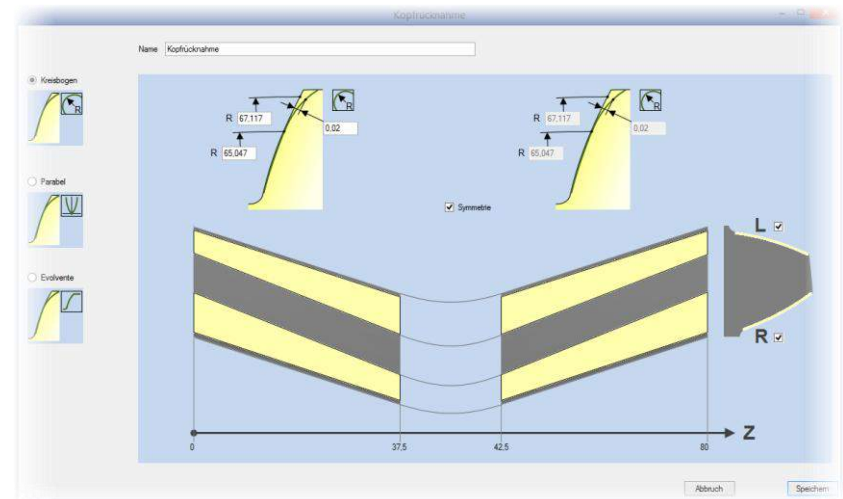 Kopfrücknahme
Name Kopfrücknahme
Kreisbogen
R
R 67,117
0,02
R 65,047
R
R 67,117
0,02
R 65,047
R
Parabel
Symmetrie
L
Evolvente
R
Z
0 37,5 42,5 80
Abbruch Speichern